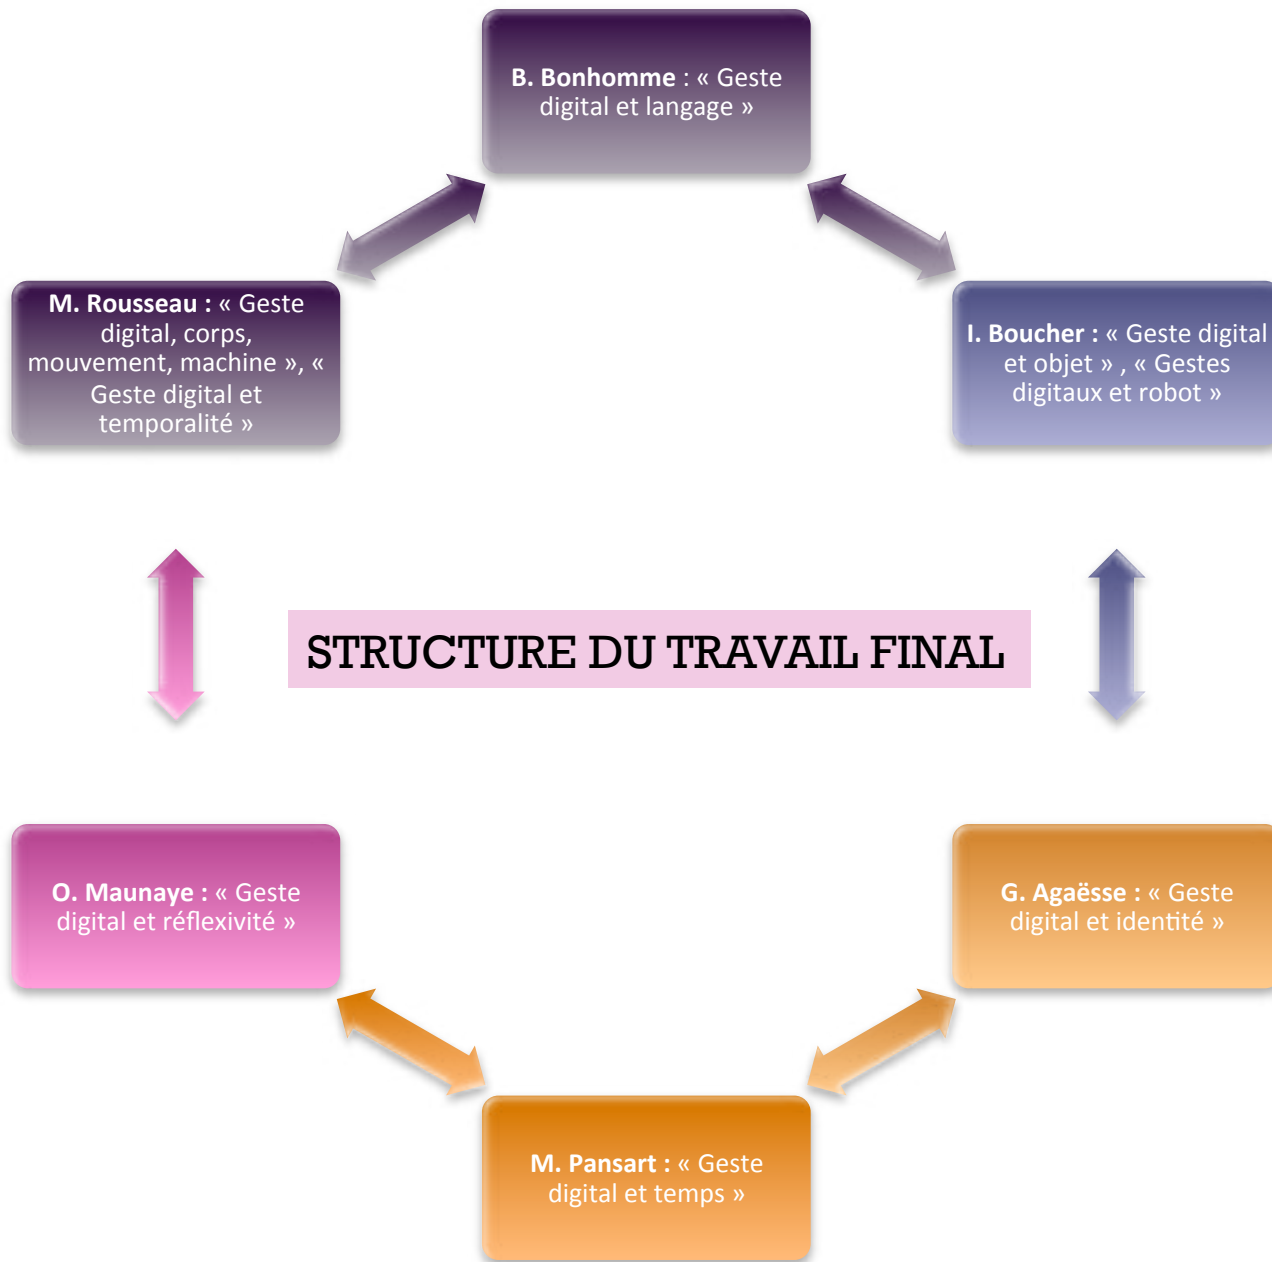 B. Bonhomme : « Geste
digital et langage »
M. Rousseau : « Geste
digital, corps,
mouvement, machine », «
Geste digital et
temporalité »
I. Boucher : « Geste digital
et objet » , « Gestes
digitaux et robot »
STRUCTURE DU TRAVAIL FINAL
O. Maunaye : « Geste
digital et réflexivité »
G. Agaësse : « Geste
digital et identité »
M. Pansart : « Geste
digital et temps »